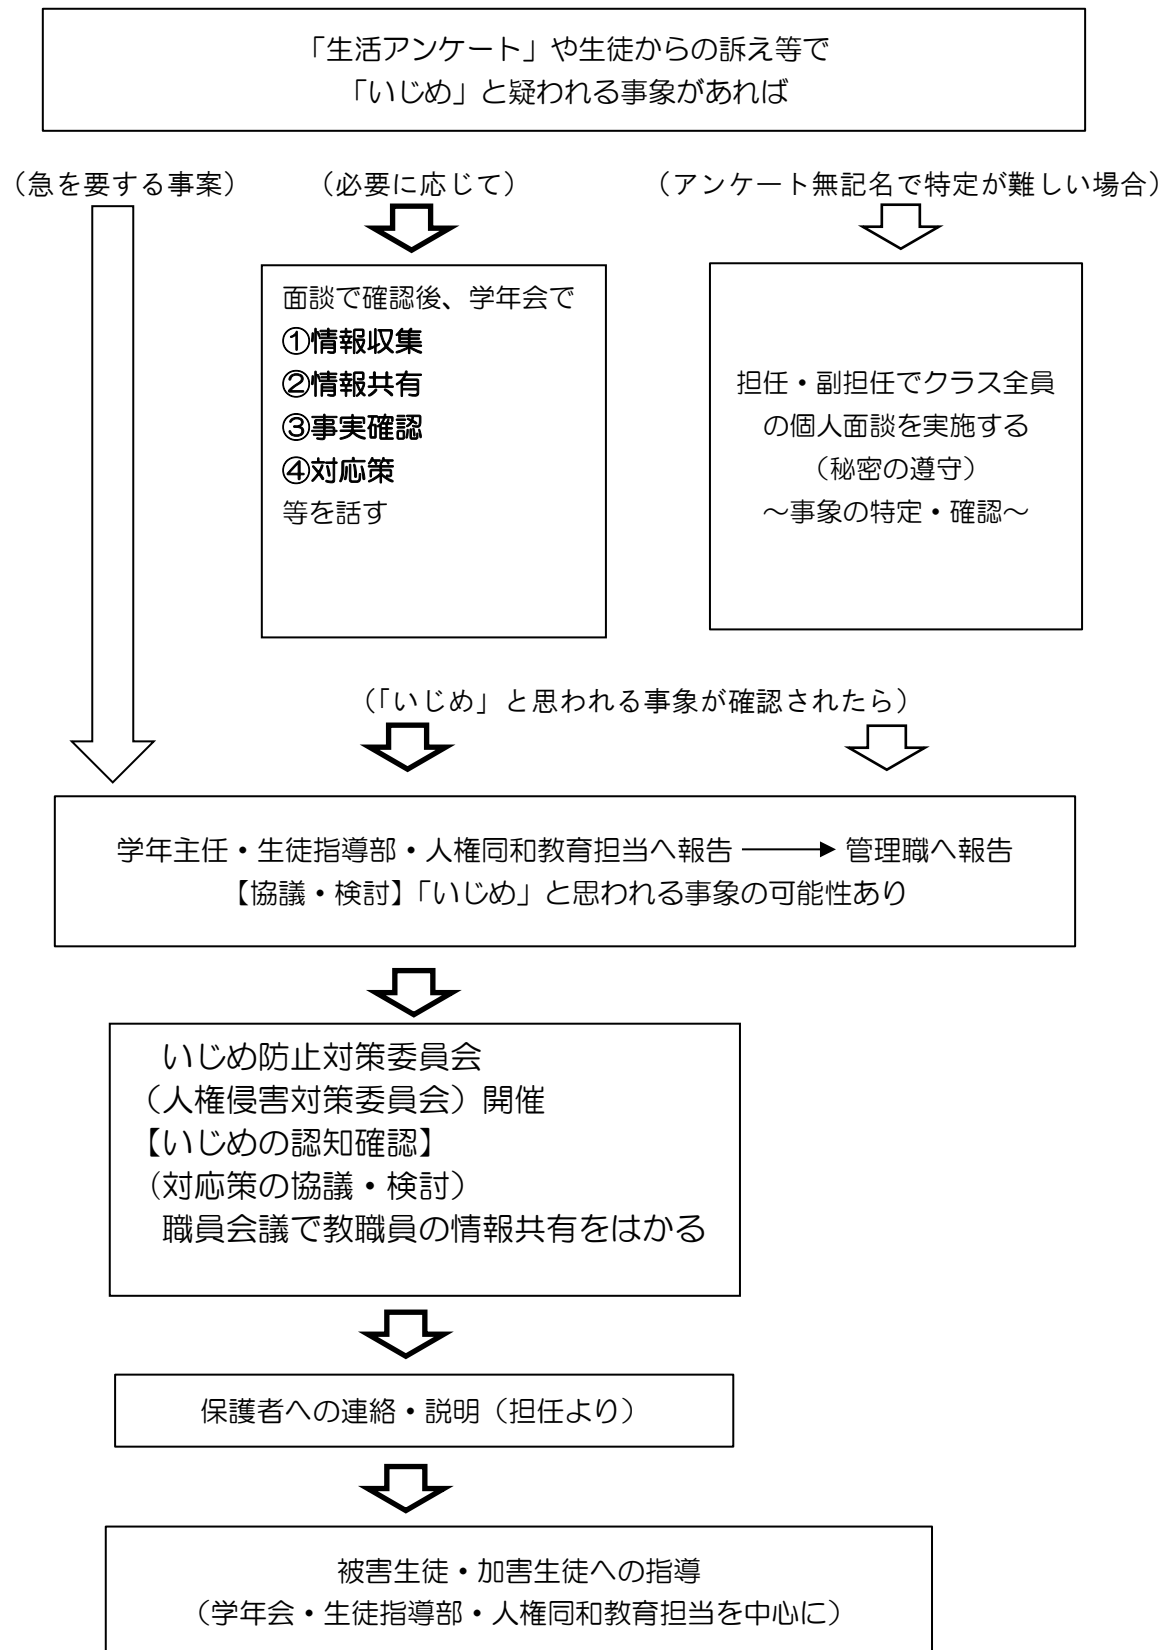 「生活アンケート」や生徒からの訴え等で
「いじめ」と疑われる事象があれば
（急を要する事案）
（必要に応じて）
（アンケート無記名で特定が難しい場合）
面談で確認後、学年会で
①情報収集
②情報共有
③事実確認
④対応策
等を話す
担任・副担任でクラス全員
の個人面談を実施する
（秘密の遵守）
～事象の特定・確認～
（「いじめ」と思われる事象が確認されたら）
学年主任・生徒指導部・人権同和教育担当へ報告 ――→ 管理職へ報告
【協議・検討】「いじめ」と思われる事象の可能性あり
いじめ防止対策委員会
（人権侵害対策委員会）開催
【いじめの認知確認】
（対応策の協議・検討）
職員会議で教職員の情報共有をはかる
保護者への連絡・説明（担任より）
被害生徒・加害生徒への指導
（学年会・生徒指導部・人権同和教育担当を中心に）